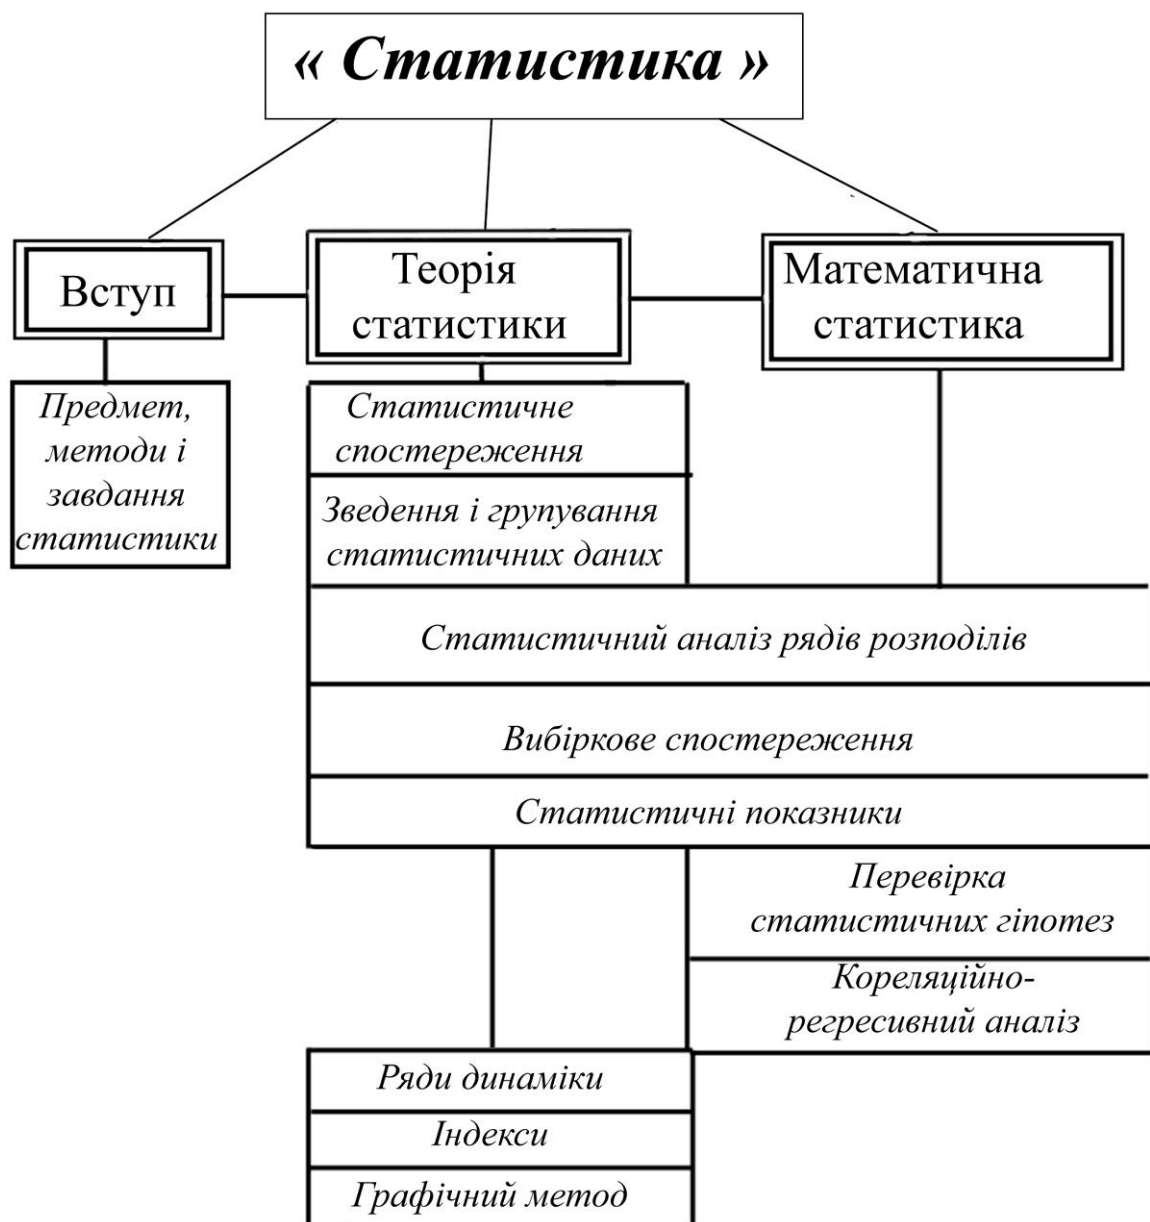 « Статистика »
Вступ
Теорія
статистики
Математична
статистика
Предмет,
методи і
завдання
статистики
Статистичне
спостереження
Зведення і групування
статистичних даних
Статистичний аналіз рядів розподілів
Вибіркове спостереження
Статистичні показники
Перевірка
статистичних гіпотез
Кореляційно-
регресивний аналіз
Ряди динаміки
Індекси
Графічний метод